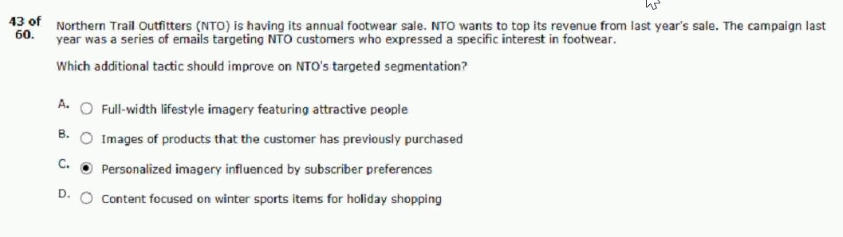 43 of
60.
Northern Trail Outfitters (NTO) is having its annual footwear sale. NTO wants to top its revenue from last year's sale. The campaign last
year was a series of emails targeting NTO customers who expressed a specific interest in footwear.
Which additional tactic should improve on NTO's targeted segmentation?
A. Full-width lifestyle imagery featuring attractive people
B. Images of products that the customer has previously purchased
C. Personalized imagery influenced by subscriber preferences
D. Content focused on winter sports items for holiday shopping